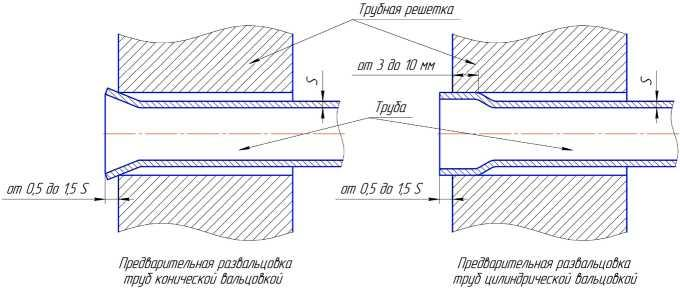 Трубная решетка
от 3 до 10 мм
S
S
Труба
от 0,5 до 1,5 S
от 0,5 до 1,5 S
Предварительная развальцовка
труб конической вальцовкой
Предварительная развальцовка
труб цилиндрической вальцовкой